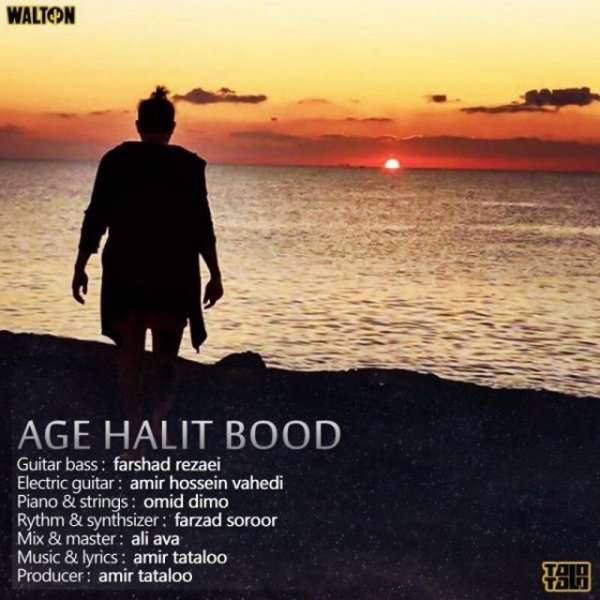 WALTON
AGE HALIT BOOD
Guitar bass : farshad rezaei
Electric guitar : amir hossein vahedi
Piano & strings : omid dimo
Rythm & synthsizer : farzad soroor
Mix & master : ali ava
Music & lyrics : amir tataloo
Producer : amir tataloo
TATA
LOO